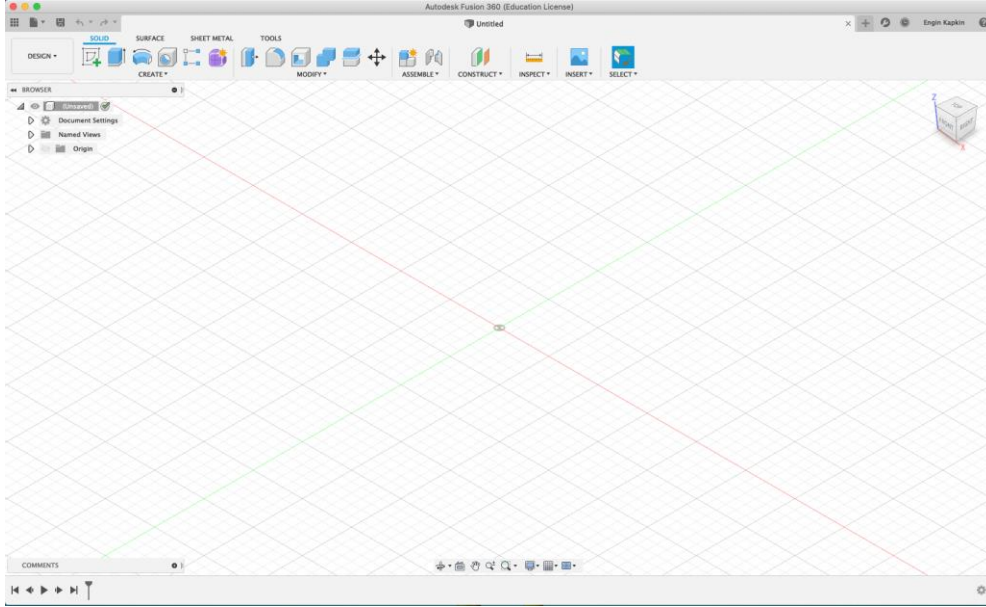 Autodesk Fusion 360 (Education License)
Untitled
Engin Kapkin
SOLID SURFACE SHEET METAL TOOLS
DESIGN
CREATE MODIFY ASSEMBLE CONSTRUCT INSPECT INSERT SELECT
BROWSER
(Unsaved)
Document Settings
Named Views
Origin
Z
TOP
FRONT RIGHT
X
COMMENTS